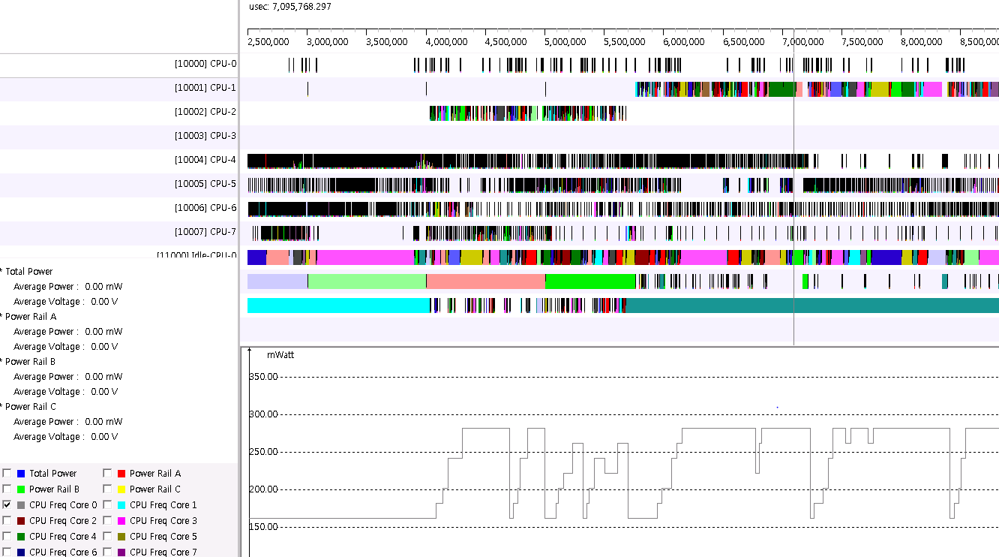 usec: 7,095,768.297
2,500,000 3,000,000 3,500,000 4,000,000 4,500,000 5,000,000 5,500,000 6,000,000 6,500,000 7,000,000 7,500,000 8,000,000 8,500,0
[10000] CPU-0
[10001] CPU-1
[10002] CPU-2
[10003] CPU-3
[10004] CPU-4
[10005] CPU-5
[10006] CPU-6
[10007] CPU-7
[11000] Idle-CPU-0
* Total Power
Average Power : 0.00 mW
Average Voltage : 0.00 V
* Power Rail A
Average Power : 0.00 mW
Average Voltage : 0.00 V
* Power Rail B
Average Power : 0.00 mW
Average Voltage : 0.00 V
* Power Rail C
Average Power : 0.00 mW
Average Voltage : 0.00 V
mWatt
350.00
300.00
250.00
200.00
150.00
Total Power Power Rail A
Power Rail B Power Rail C
CPU Freq Core 0 CPU Freq Core 1
CPU Freq Core 2 CPU Freq Core 3
CPU Freq Core 4 CPU Freq Core 5
CPU Freq Core 6 CPU Freq Core 7